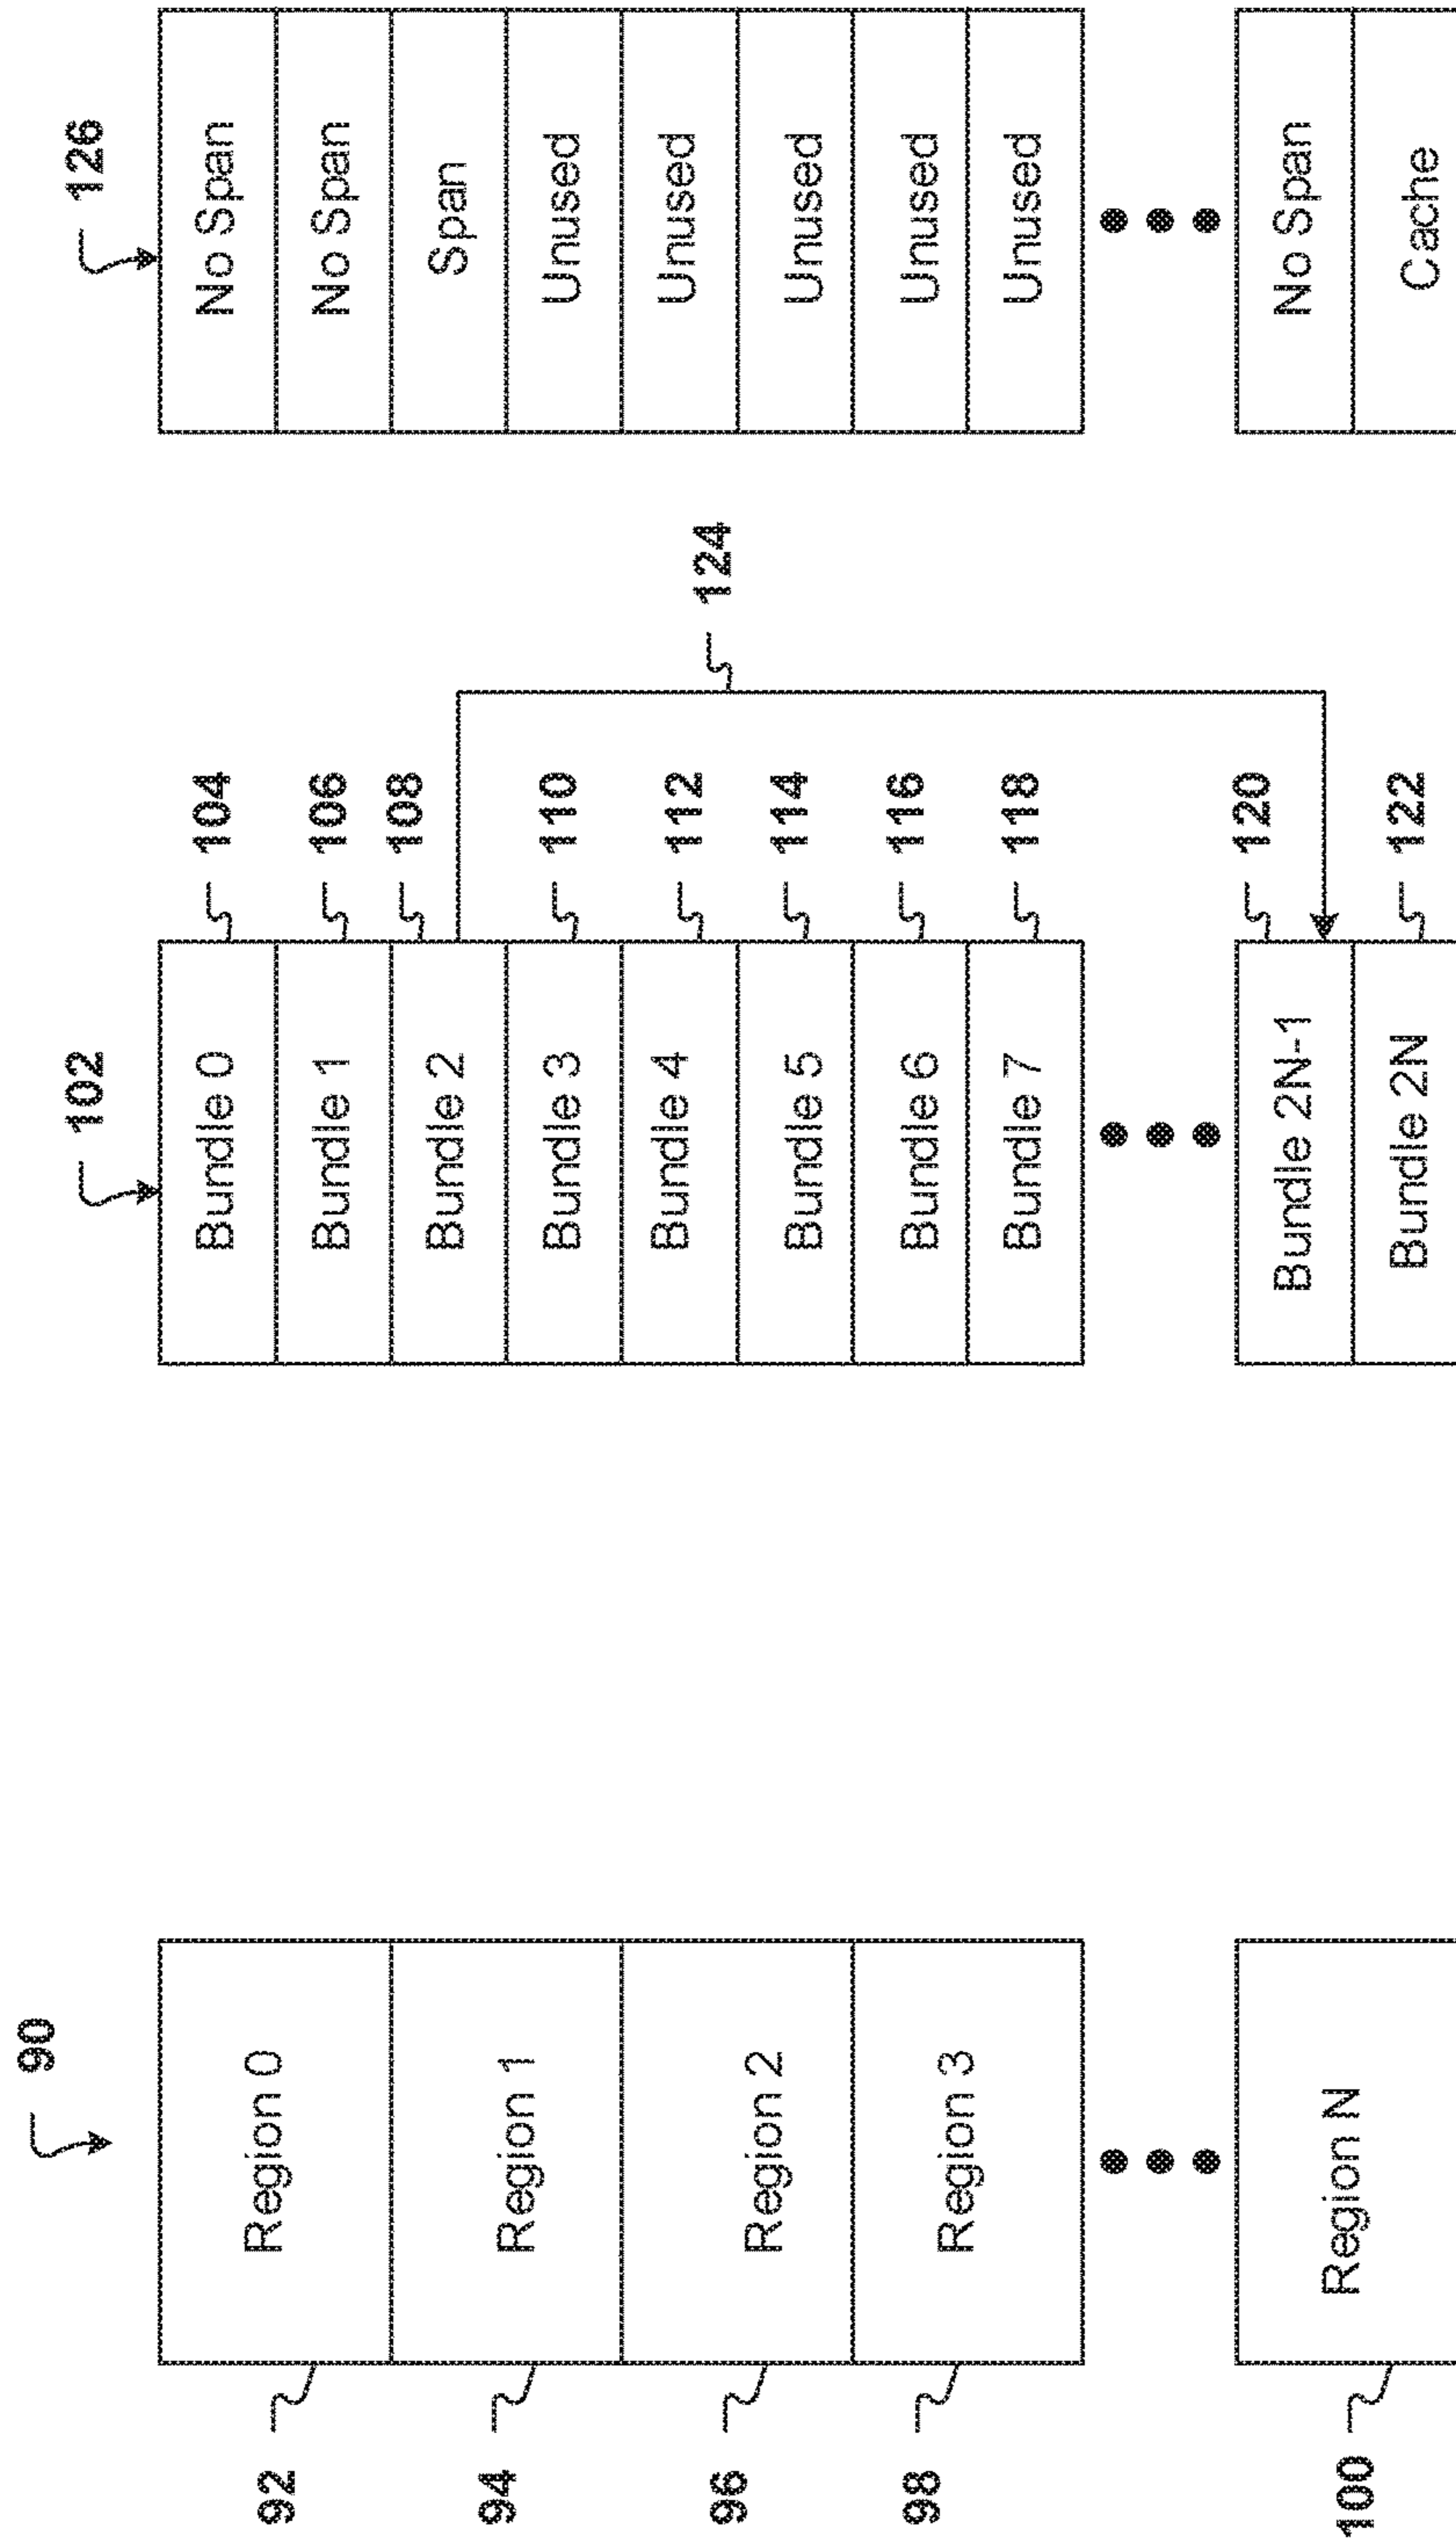 90
92
Region 0
94
Region 1
96
Region 2
98
Region 3
100
Region N
102
Bundle 0
104
Bundle 1
106
Bundle 2
108
Bundle 3
110
Bundle 4
112
Bundle 5
114
Bundle 6
116
Bundle 7
118
Bundle 2N-1
120
Bundle 2N
122
124
126
No Span
No Span
Span
Unused
Unused
Unused
Unused
Unused
No Span
Cache